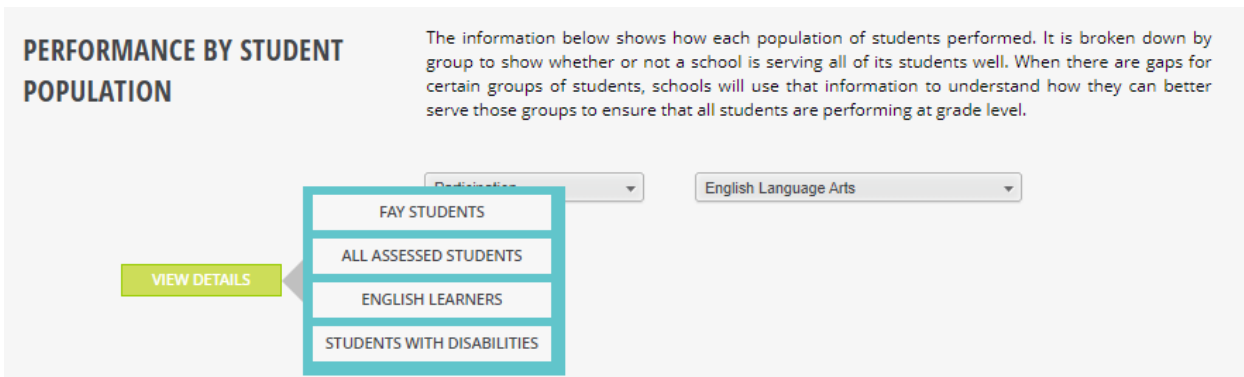 PERFORMANCE BY STUDENT
POPULATION
The information below shows how each population of students performed. It is broken down by
group to show whether or not a school is serving all of its students well. When there are gaps for
certain groups of students, schools will use that information to understand how they can better
serve those groups to ensure that all students are performing at grade level.
Participation
English Language Arts
FAY STUDENTS
ALL ASSESSED STUDENTS
VIEW DETAILS
ENGLISH LEARNERS
STUDENTS WITH DISABILITIES